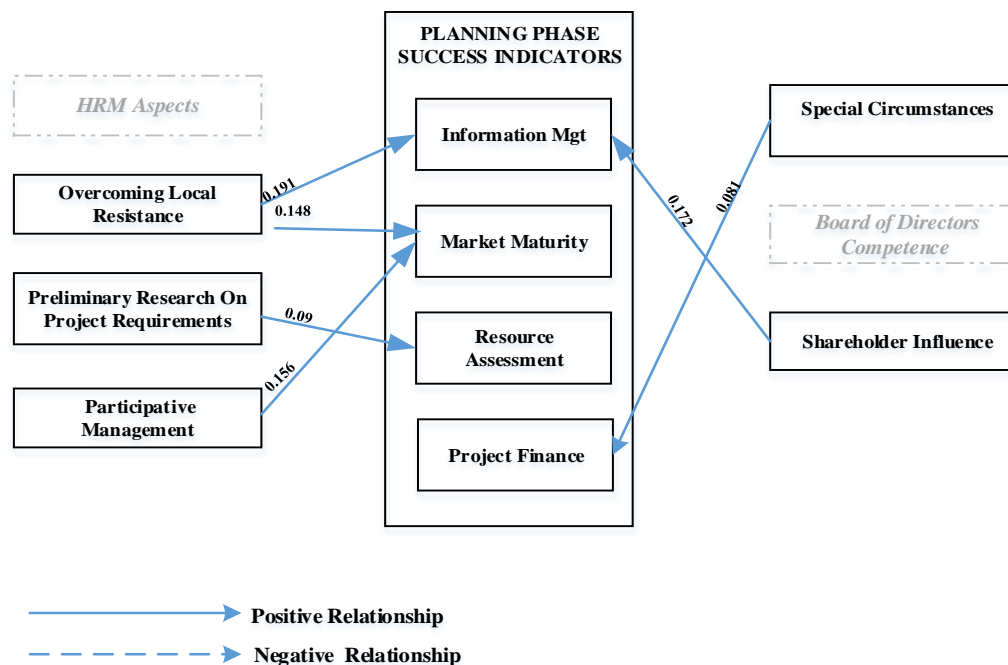 PLANNING PHASE
SUCCESS INDICATORS
HRM Aspects
Overcoming Local
Resistance
Preliminary Research On
Project Requirements
Participative
Management
0.191
0.148
0.09
0.156
Information Mgt
Market Maturity
Resource
Assessment
Project Finance
0.172
0.081
Special Circumstances
Board of Directors
Competence
Shareholder Influence
Positive Relationship
Negative Relationship